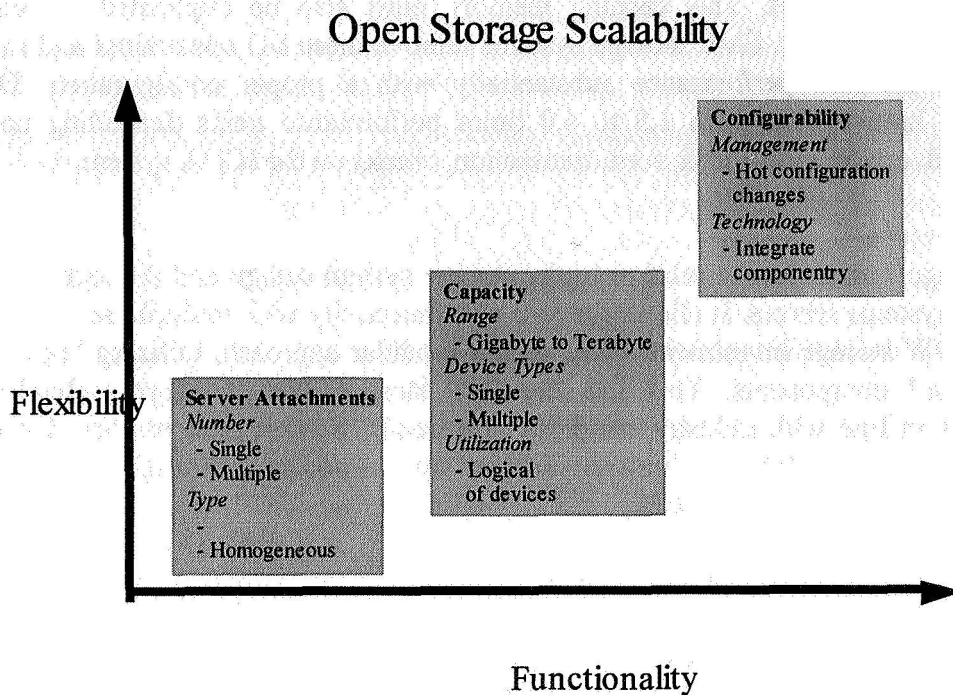 Open Storage Scalability
Flexibility
Server Attachments
Number
- Single
- Multiple
Type
-
- Homogeneous
Capacity
Range
- Gigabyte to Terabyte
Device Types
- Single
- Multiple
Utilization
- Logical
of devices
Configurability
Management
- Hot configuration
changes
Technology
- Integrate
componentry
Functionality